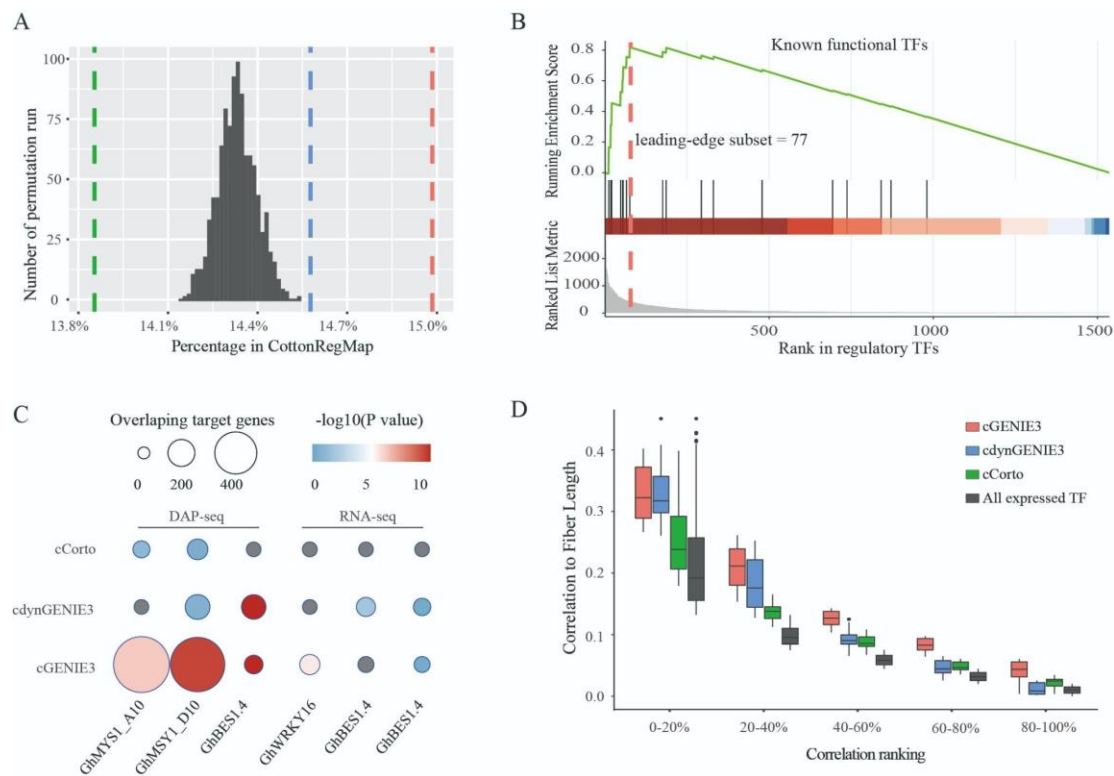 A
100
75
50
25
0
Number of permutation run
13.8%
14.1%
14.4%
14.7%
15.0%
Percentage in CottonRegMap
B
Known functional TFs
0.8
0.6
0.4
0.2
0.0
Running Enrichment Score
leading-edge subset = 77
2000
1000
0
Ranked List Metric
500
1000
1500
Rank in regulatory TFs
C
Overlaping target genes
0
200
400
-log10(P value)
0
5
10
DAP-seq
RNA-seq
cCorto
cdynGENIE3
cGENIE3
GhMYS1_A10
GhMSY1_D10
GhBES1.4
GhWRKY16
GhBES1.4
GhBES1.4
D
cGENIE3
cdynGENIE3
cCorto
All expressed TF
0.4
0.3
0.2
0.1
0.0
Correlation to Fiber Length
0-20%
20-40%
40-60%
60-80%
80-100%
Correlation ranking